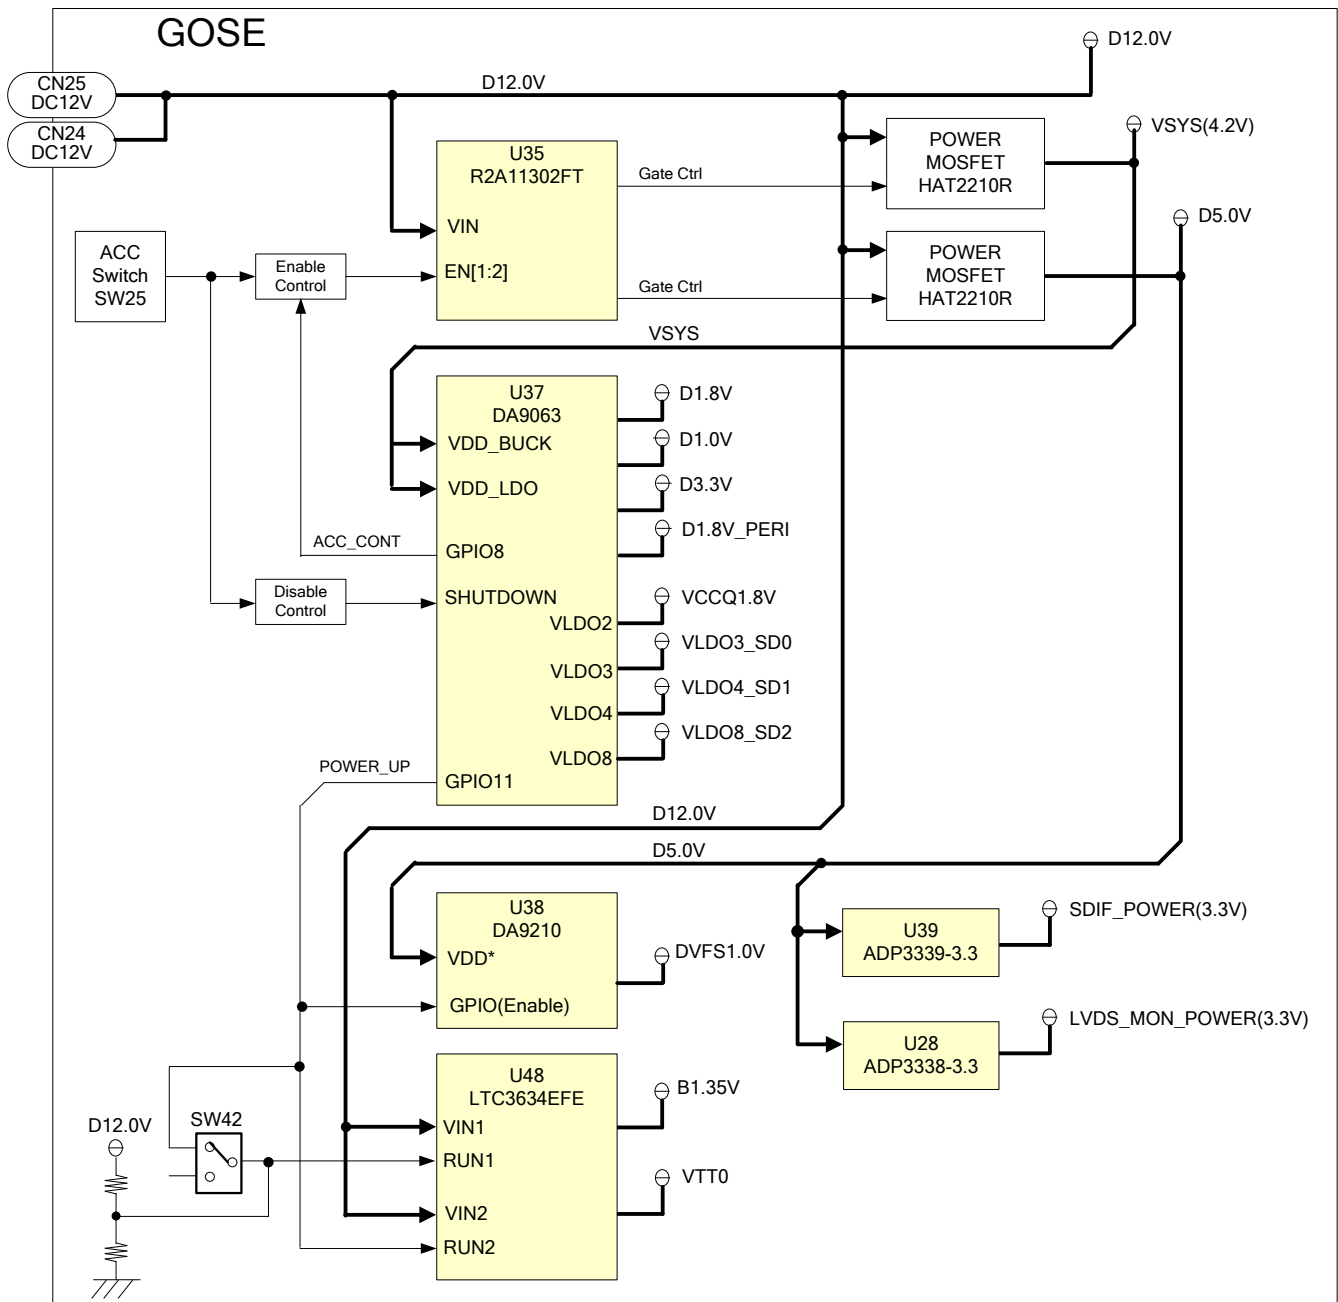 GOSE
D12.0V
CN25
DC12V
D12.0V
CN24
DC12V
VSYS(4.2V)
POWER
MOSFET
HAT2210R
U35
R2A11302FT
Gate Ctrl
VIN
EN[1:2]
D5.0V
ACC
Switch
SW25
Enable
Control
POWER
MOSFET
HAT2210R
Gate Ctrl
VSYS
U37
DA9063
VDD_BUCK
VDD_LDO
GPIO8
SHUTDOWN
VLDO2
VLDO3
VLDO4
VLDO8
GPIO11
D1.8V
D1.0V
D3.3V
D1.8V_PERI
VCCQ1.8V
VLDO3_SD0
VLDO4_SD1
VLDO8_SD2
ACC_CONT
Disable
Control
POWER_UP
D12.0V
D5.0V
U38
DA9210
VDD*
GPIO(Enable)
DVFS1.0V
U39
ADP3339-3.3
SDIF_POWER(3.3V)
U28
ADP3338-3.3
LVDS_MON_POWER(3.3V)
U48
LTC3634EFE
VIN1
RUN1
VIN2
RUN2
B1.35V
VTT0
D12.0V
SW42